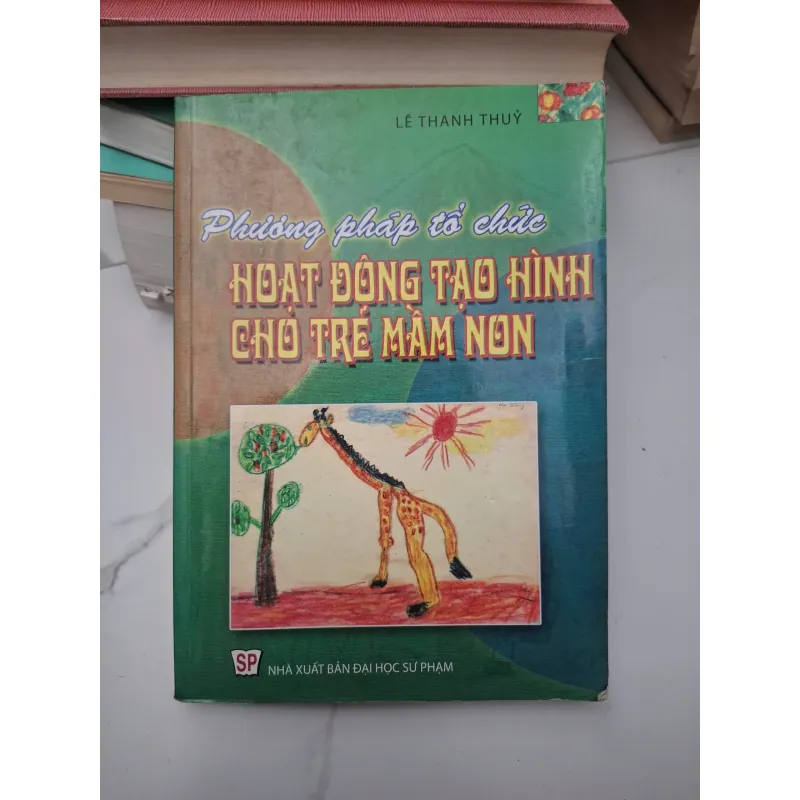 LÊ THANH THUỶ
Phương pháp tổ chức
HOẠT ĐỘNG TẠO HÌNH
CHO TRẺ MẦM NON
SP
NHÀ XUẤT BẢN ĐẠI HỌC SƯ PHẠM